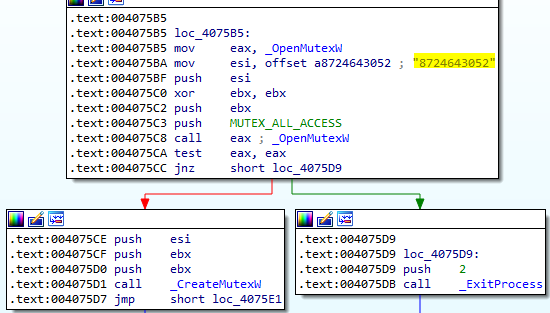 .text:004075B5
.text:004075B5 loc_4075B5:
.text:004075B5 mov eax, _OpenMutexW
.text:004075BA mov esi, offset a8724643052 ; "8724643052"
.text:004075BF push esi
.text:004075C0 xor ebx, ebx
.text:004075C2 push ebx
.text:004075C3 push MUTEX_ALL_ACCESS
.text:004075C8 call eax ; _OpenMutexW
.text:004075CA test eax, eax
.text:004075CC jnz short loc_4075D9
.text:004075CE push esi
.text:004075CF push ebx
.text:004075D0 push ebx
.text:004075D1 call _CreateMutexW
.text:004075D7 jmp short loc_4075E1
.text:004075D9
.text:004075D9 loc_4075D9:
.text:004075D9 push 2
.text:004075DB call _ExitProcess